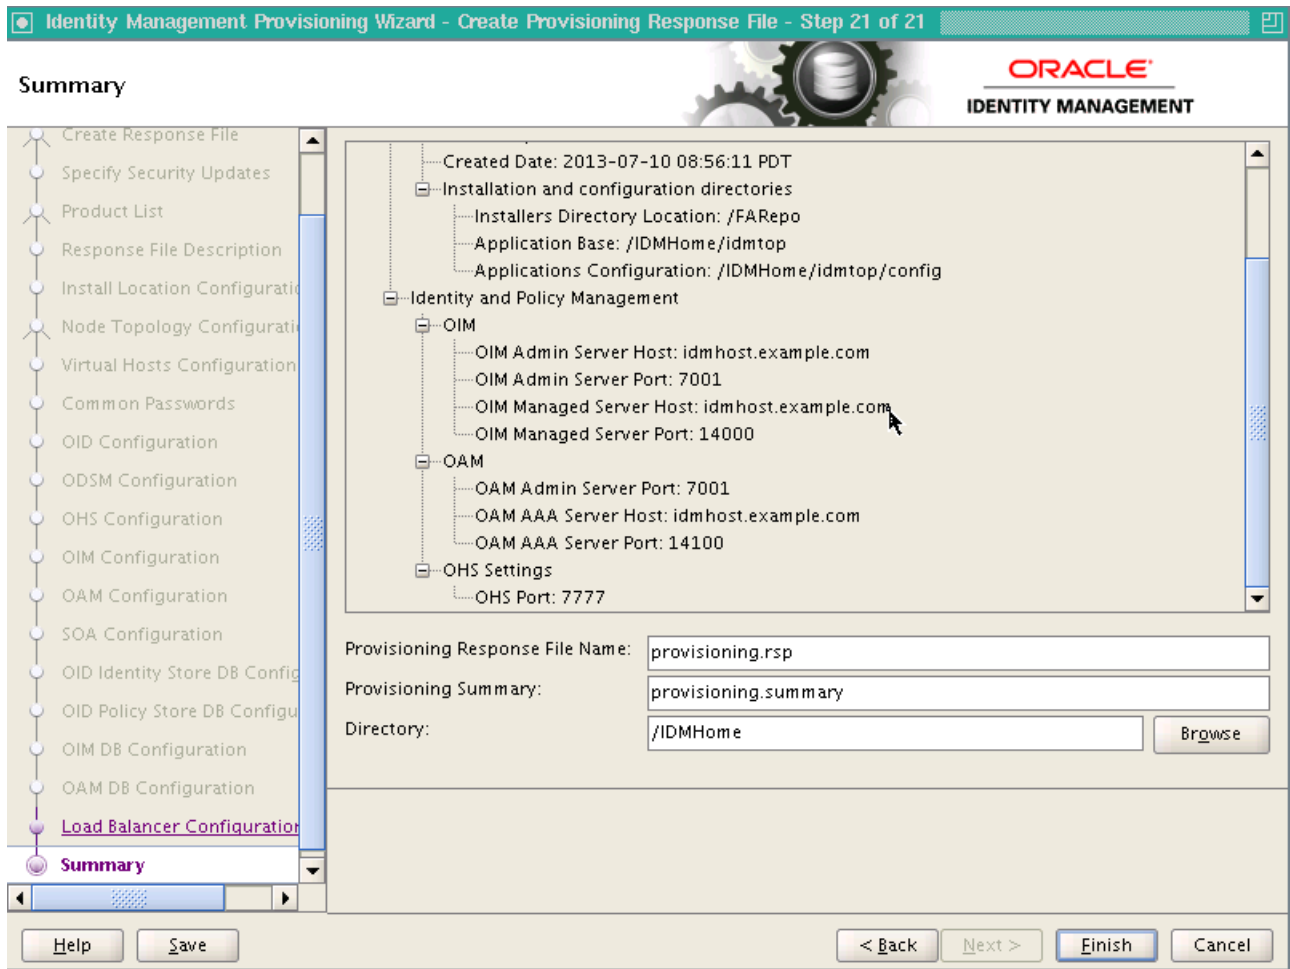 Identity Management Provisioning Wizard - Create Provisioning Response File - Step 21 of 21
Summary
ORACLE
IDENTITY MANAGEMENT
Create Response File
Specify Security Updates
Product List
Response File Description
Install Location Configuratio
Node Topology Configuratio
Virtual Hosts Configuration
Common Passwords
OID Configuration
ODSM Configuration
OHS Configuration
OIM Configuration
OAM Configuration
SOA Configuration
OID Identity Store DB Config
OID Policy Store DB Configu
OIM DB Configuration
OAM DB Configuration
Load Balancer Configuration
Summary
Created Date: 2013-07-10 08:56:11 PDT
Installation and configuration directories
Installers Directory Location: /FARepo
Application Base: /IDMHome/idmtop
Applications Configuration: /IDMHome/idmtop/config
Identity and Policy Management
OIM
OIM Admin Server Host: idmhost.example.com
OIM Admin Server Port: 7001
OIM Managed Server Host: idmhost.example.com
OIM Managed Server Port: 14000
OAM
OAM Admin Server Port: 7001
OAM AAA Server Host: idmhost.example.com
OAM AAA Server Port: 14100
OHS Settings
OHS Port: 7777
Provisioning Response File Name: provisioning.rsp
Provisioning Summary: provisioning.summary
Directory: /IDMHome Browse
Help Save < Back Next > Finish Cancel